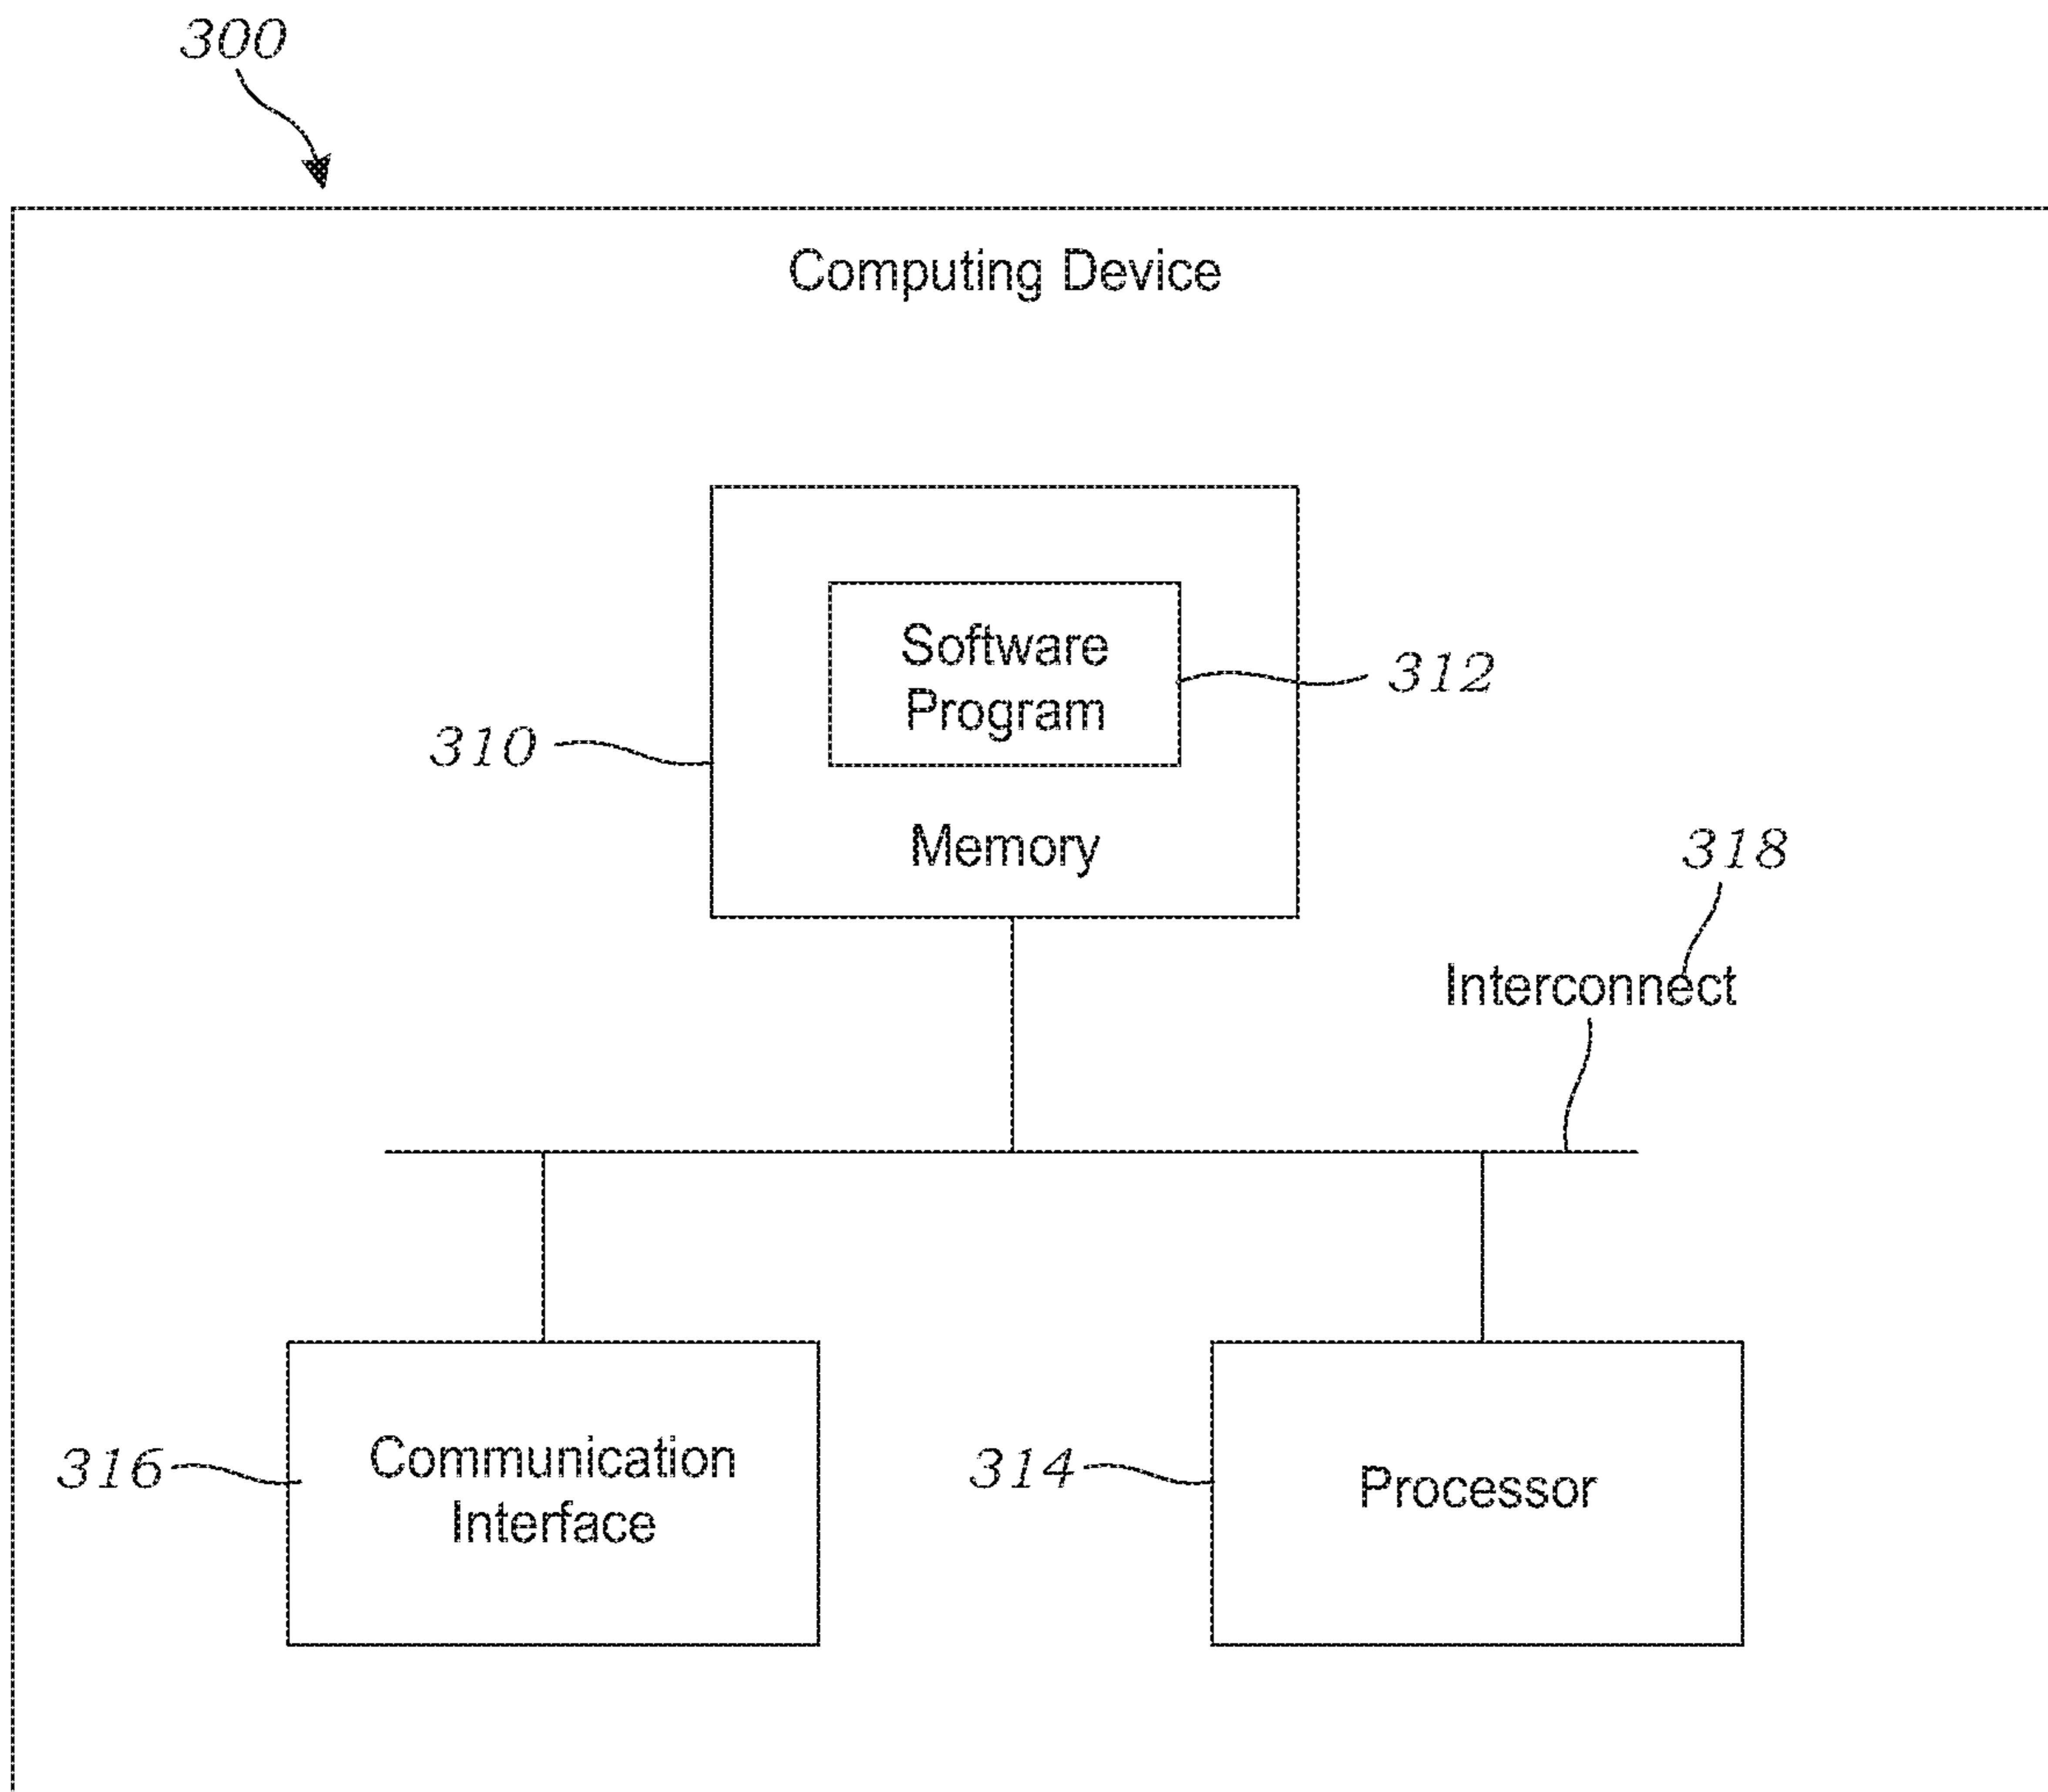 300
Computing Device
Software
Program
312
310
Memory
318
Interconnect
316
Communication
Interface
314
Processor